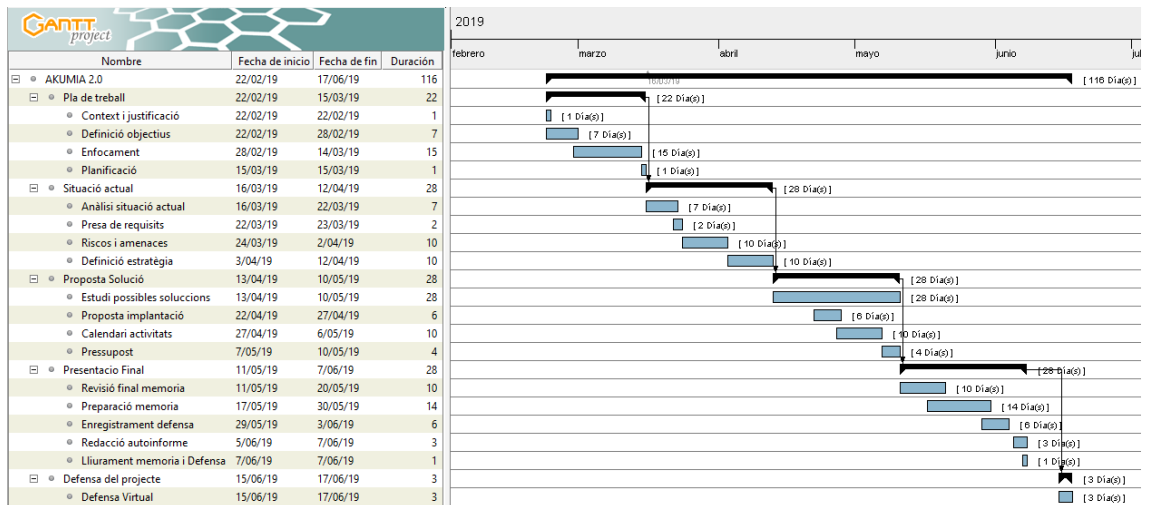 GANTT
project
2019
febrero marzo abril mayo junio jul
Nombre Fecha de inicio Fecha de fin Duración
AKUMIA 2.0 22/02/19 17/06/19 116 16/03/19 [ 116 Día(s) ]
Pla de treball 22/02/19 15/03/19 22 [ 22 Día(s) ]
Context i justificació 22/02/19 22/02/19 1 [ 1 Día(s) ]
Definició objectius 22/02/19 28/02/19 7 [ 7 Día(s) ]
Enfocament 28/02/19 14/03/19 15 [ 15 Día(s) ]
Planificació 15/03/19 15/03/19 1 [ 1 Día(s) ]
Situació actual 16/03/19 12/04/19 28 [ 28 Día(s) ]
Anàlisi situació actual 16/03/19 22/03/19 7 [ 7 Día(s) ]
Presa de requisits 22/03/19 23/03/19 2 [ 2 Día(s) ]
Riscos i amenaces 24/03/19 2/04/19 10 [ 10 Día(s) ]
Definició estratègia 3/04/19 12/04/19 10 [ 10 Día(s) ]
Proposta Solució 13/04/19 10/05/19 28 [ 28 Día(s) ]
Estudi possibles soluccions 13/04/19 10/05/19 28 [ 28 Día(s) ]
Proposta implantació 22/04/19 27/04/19 6 [ 6 Día(s) ]
Calendari activitats 27/04/19 6/05/19 10 [ 10 Día(s) ]
Pressupost 7/05/19 10/05/19 4 [ 4 Día(s) ]
Presentacio Final 11/05/19 7/06/19 28 [ 28 Día(s) ]
Revisió final memoria 11/05/19 20/05/19 10 [ 10 Día(s) ]
Preparació memoria 17/05/19 30/05/19 14 [ 14 Día(s) ]
Enregistrament defensa 29/05/19 3/06/19 6 [ 6 Día(s) ]
Redacció autoinforme 5/06/19 7/06/19 3 [ 3 Día(s) ]
Lliurament memoria i Defensa 7/06/19 7/06/19 1 [ 1 Día(s) ]
Defensa del projecte 15/06/19 17/06/19 3 [ 3 Día(s) ]
Defensa Virtual 15/06/19 17/06/19 3 [ 3 Día(s) ]